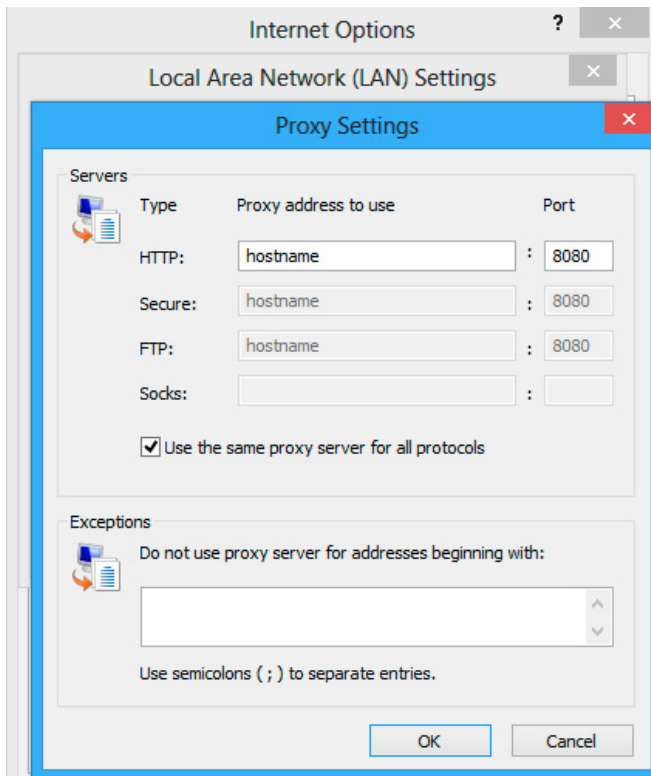 Internet Options
?
Local Area Network (LAN) Settings
Proxy Settings
Servers
Type Proxy address to use Port
HTTP: hostname : 8080
Secure: hostname : 8080
FTP: hostname : 8080
Socks: :
Use the same proxy server for all protocols
Exceptions
Do not use proxy server for addresses beginning with:
Use semicolons ( ; ) to separate entries.
OK Cancel